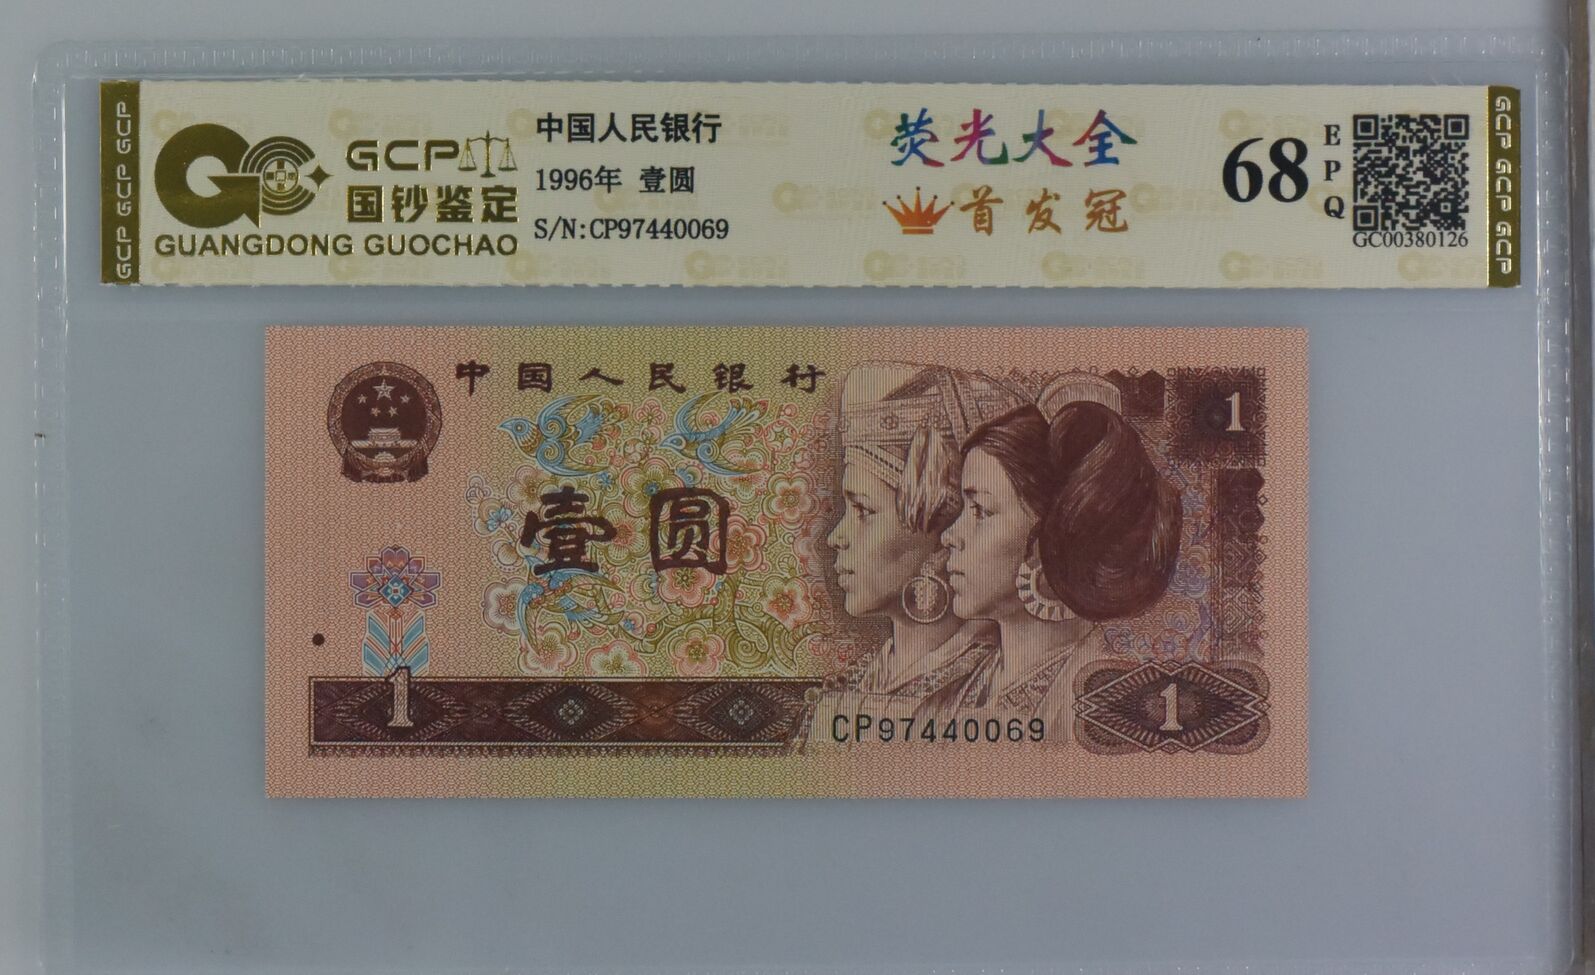 GCP GCP GCP
GCP
国钞鉴定
GUANGDONG GUOCHAO
中国人民银行
1996年 壹圆
S/N:CP97440069
荧光大全
首发冠
68
EPQ
GC00380126
GCP GCP GCP
中国人民银行
1
壹圆
1
CP97440069
1